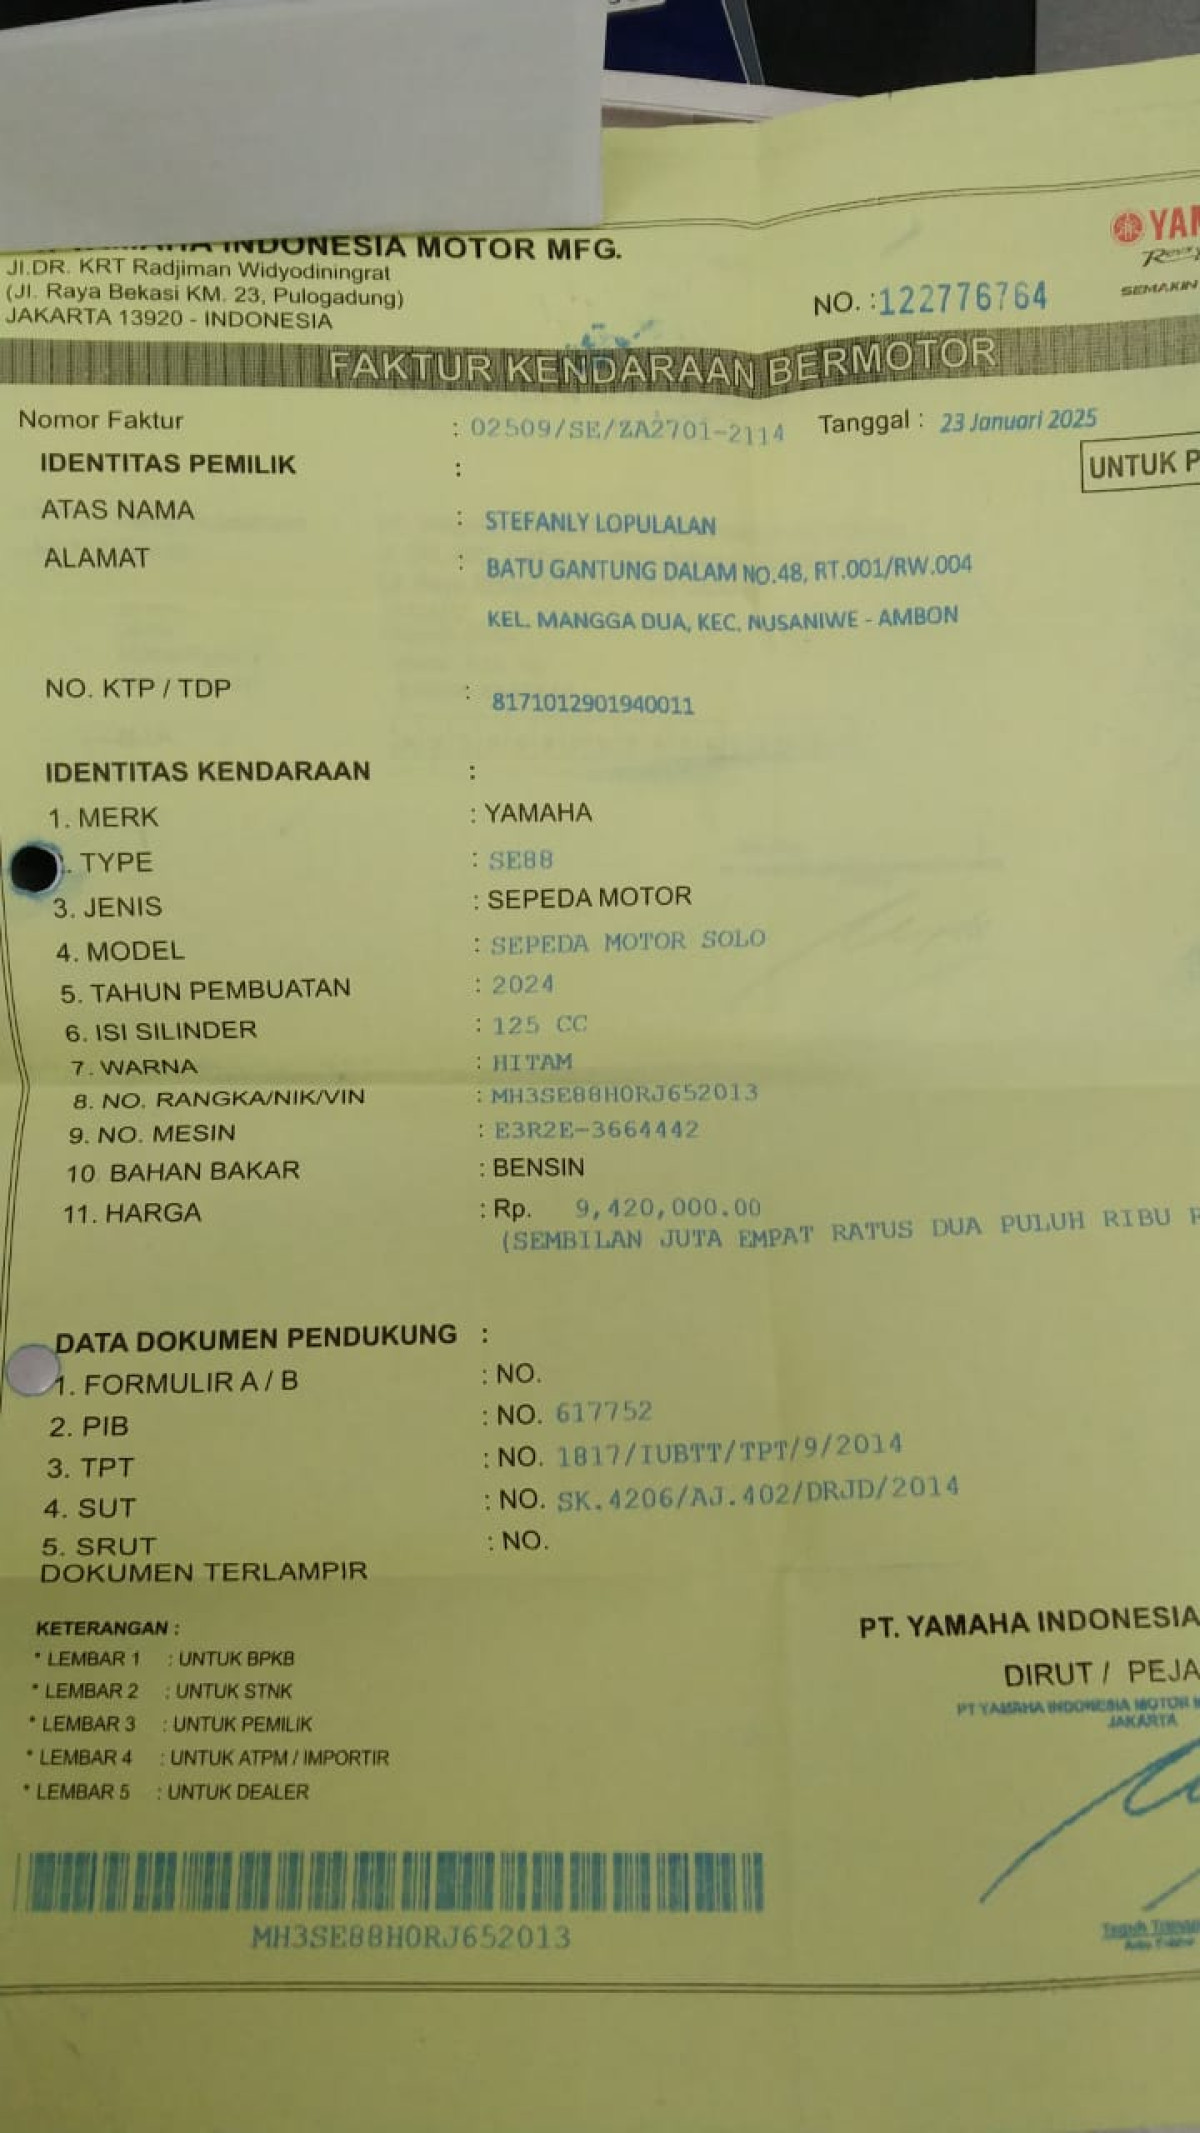 INDONESIA MOTOR MFG.
Jl.DR. KRT Radjiman Widyodiningrat
(Jl. Raya Bekasi KM. 23, Pulogadung)
JAKARTA 13920 - INDONESIA
YAM
SEMAKIN
NO. : 122776764
FAKTUR KENDARAAN BERMOTOR
Nomor Faktur : 02509/SE/ZA2701-2114 Tanggal : 23 Januari 2025
IDENTITAS PEMILIK :
UNTUK P
ATAS NAMA : STEFANLY LOPULALAN
ALAMAT : BATU GANTUNG DALAM NO.48, RT.001/RW.004
KEL. MANGGA DUA, KEC. NUSANIWE - AMBON
NO. KTP / TDP : 8171012901940011
IDENTITAS KENDARAAN :
1. MERK : YAMAHA
. TYPE : SE88
3. JENIS : SEPEDA MOTOR
4. MODEL : SEPEDA MOTOR SOLO
5. TAHUN PEMBUATAN : 2024
6. ISI SILINDER : 125 CC
7. WARNA : HITAM
8. NO. RANGKA/NIK/VIN : MH3SE88H0RJ652013
9. NO. MESIN : E3R2E-3664442
10 BAHAN BAKAR : BENSIN
11. HARGA : Rp. 9,420,000.00
(SEMBILAN JUTA EMPAT RATUS DUA PULUH RIBU R
DATA DOKUMEN PENDUKUNG :
1. FORMULIR A / B : NO.
2. PIB : NO. 617752
3. TPT : NO. 1817/IUBTT/TPT/9/2014
4. SUT : NO. SK.4206/AJ.402/DRJD/2014
5. SRUT : NO.
DOKUMEN TERLAMPIR
KETERANGAN :
* LEMBAR 1 : UNTUK BPKB
* LEMBAR 2 : UNTUK STNK
* LEMBAR 3 : UNTUK PEMILIK
* LEMBAR 4 : UNTUK ATPM / IMPORTIR
* LEMBAR 5 : UNTUK DEALER
PT. YAMAHA INDONESIA
DIRUT / PEJA
PT YAMAHA INDONESIA MOTOR
JAKARTA
MH3SE88H0RJ652013